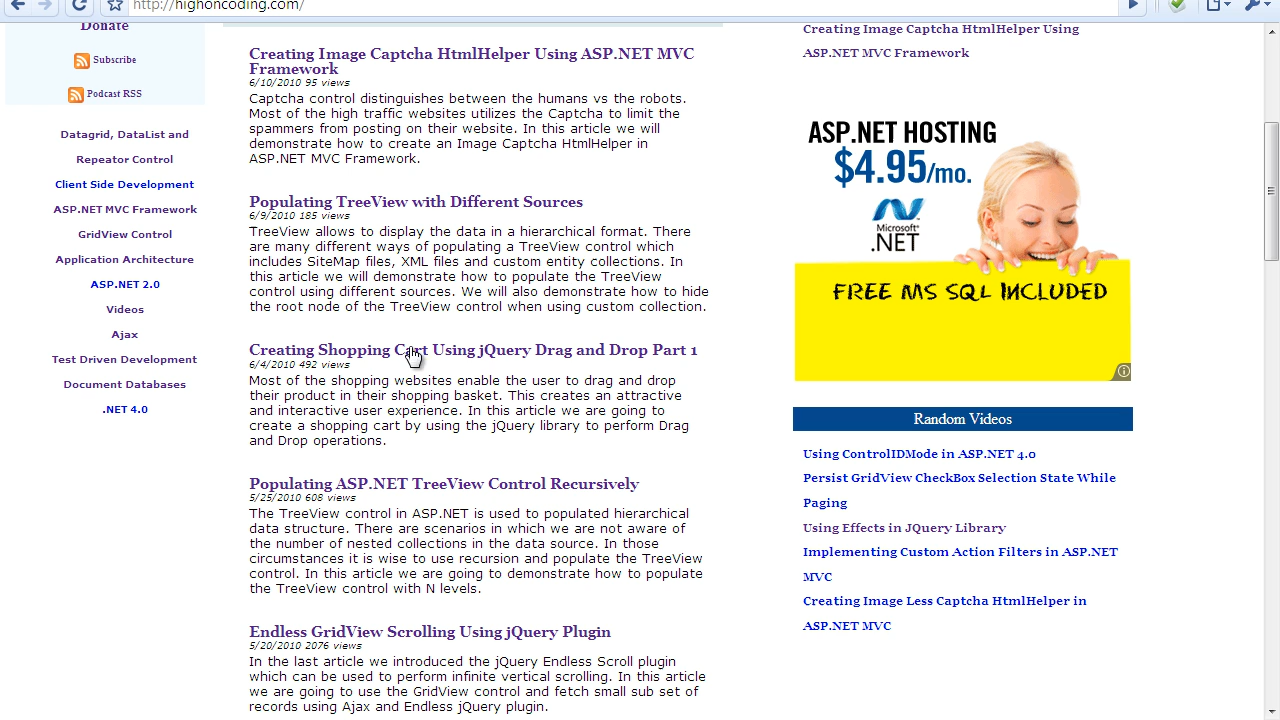 http://highoncoding.com/
Donate
Subscribe
Podcast RSS
Datagrid, DataList and
Repeator Control
Client Side Development
ASP.NET MVC Framework
GridView Control
Application Architecture
ASP.NET 2.0
Videos
Ajax
Test Driven Development
Document Databases
.NET 4.0
Creating Image Captcha HtmlHelper Using ASP.NET MVC
Framework
6/10/2010 95 views
Captcha control distinguishes between the humans vs the robots.
Most of the high traffic websites utilizes the Captcha to limit the
spammers from posting on their website. In this article we will
demonstrate how to create an Image Captcha HtmlHelper in
ASP.NET MVC Framework.
Populating TreeView with Different Sources
6/9/2010 185 views
TreeView allows to display the data in a hierarchical format. There
are many different ways of populating a TreeView control which
includes SiteMap files, XML files and custom entity collections. In
this article we will demonstrate how to populate the TreeView
control using different sources. We will also demonstrate how to hide
the root node of the TreeView control when using custom collection.
Creating Shopping Cart Using jQuery Drag and Drop Part 1
6/4/2010 492 views
Most of the shopping websites enable the user to drag and drop
their product in their shopping basket. This creates an attractive
and interactive user experience. In this article we are going to
create shopping cart by using the jQuery library to perform Drag
and Drop operations.
Populating ASP.NET TreeView Control Recursively
5/25/2010 608 views
The TreeView control in ASP.NET is used to populated hierarchical
data structure. There are scenarios in which we are not aware of
the number of nested collections in the data source. In those
circumstances it is wise to use recursion and populate the TreeView
control. In this article we are going to demonstrate how to populate
the TreeView control with N levels.
Endless GridView Scrolling Using jQuery Plugin
5/20/2010 2076 views
In the last article we introduced the jQuery Endless Scroll plugin
which can be used to perform infinite vertical scrolling. In this article
we are going to use the GridView control and fetch small sub set of
records using Ajax and Endless jQuery plugin.
Creating Image Captcha HtmlHelper Using
ASP.NET MVC Framework
ASP.NET HOSTING
$4.95/mo.
Microsoft
.NET
FREE MS SQL INCLUDED
Random Videos
Using ControlIDMode in ASP.NET 4.0
Persist GridView CheckBox Selection State While
Paging
Using Effects in JQuery Library
Implementing Custom Action Filters in ASP.NET
MVC
Creating Image Less Captcha HtmlHelper in
ASP.NET MVC